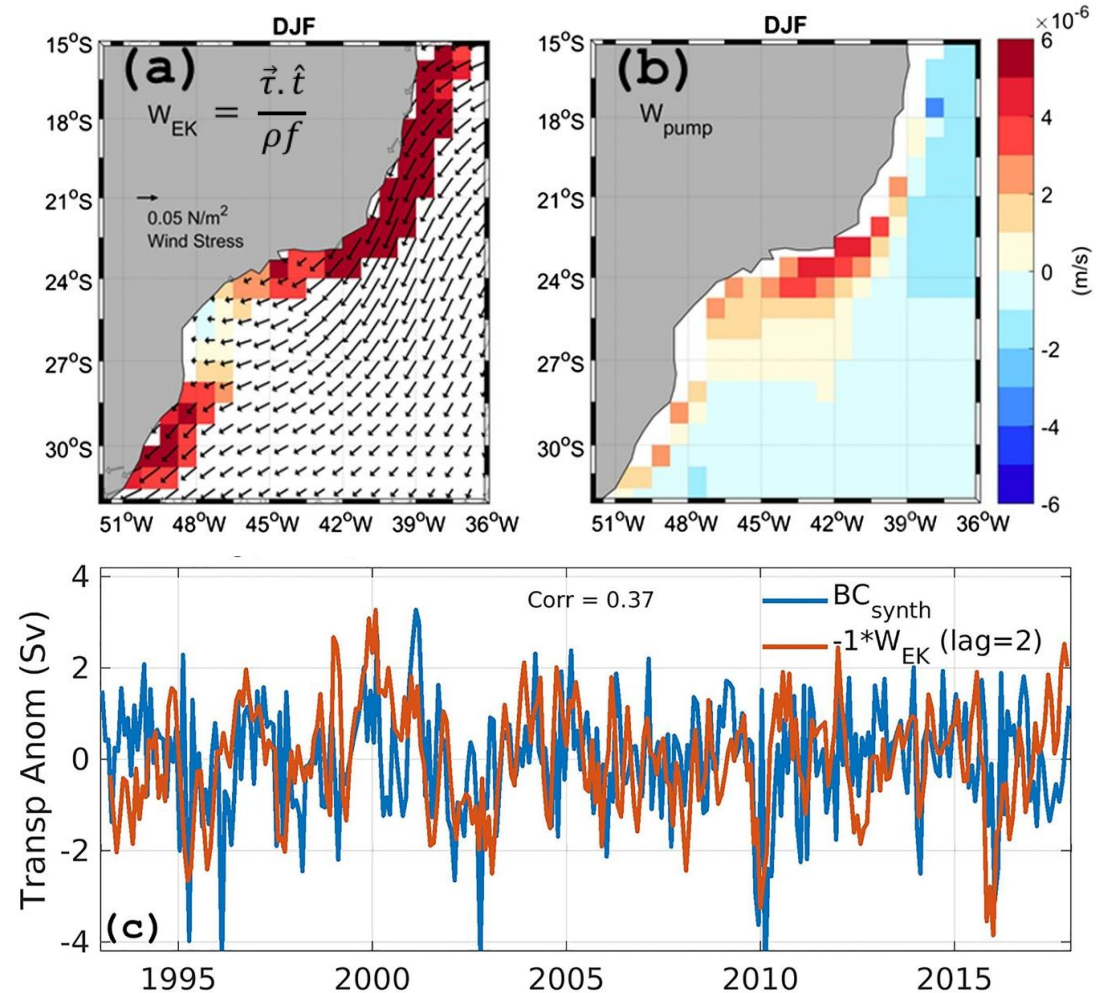 DJF
DJF
×10⁻⁶
(a)
W_EK = τ⃗.t̂ / ρf
0.05 N/m²
Wind Stress
15°S
18°S
21°S
24°S
27°S
30°S
51°W 48°W 45°W 42°W 39°W 36°W
(b)
W_pump
15°S
18°S
21°S
24°S
27°S
30°S
51°W 48°W 45°W 42°W 39°W 36°W
6
4
2
0
-2
-4
-6
(m/s)
Transp Anom (Sv)
4
2
0
-2
-4
Corr = 0.37
BC_synth
-1*W_EK (lag=2)
(c)
1995 2000 2005 2010 2015